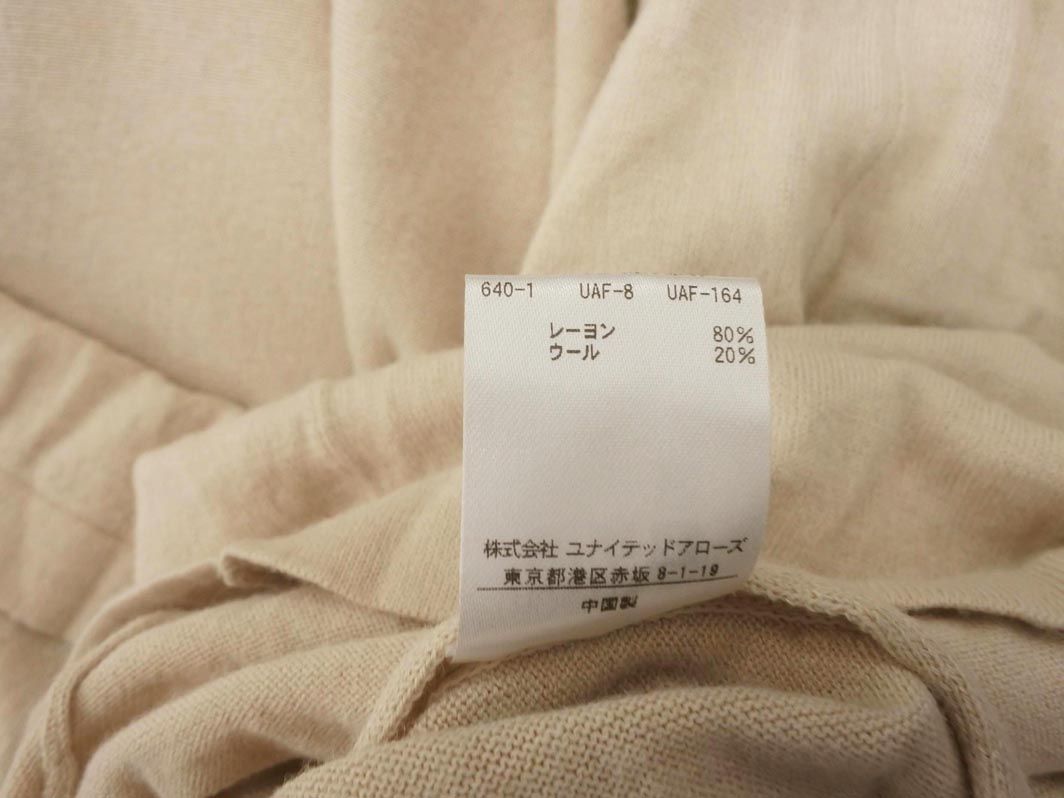 640-1 UAF-8 UAF-164
レーヨン 80%
ウール 20%
株式会社 ユナイテッドアローズ
東京都港区赤坂 8-1-19
中国製